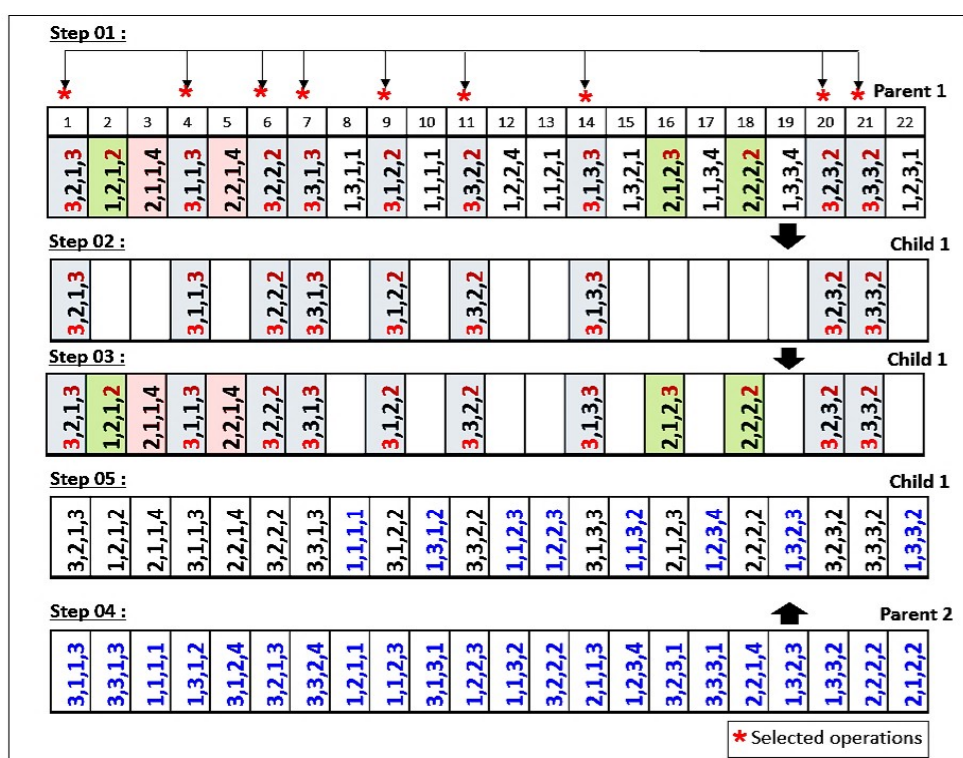 Step 01 :
* * * * * * * * *
Parent 1
1 2 3 4 5 6 7 8 9 10 11 12 13 14 15 16 17 18 19 20 21 22
3,2,1,3 1,2,1,2 2,1,1,4 3,1,1,3 2,2,1,4 3,2,2,2 3,3,1,3 1,3,1,1 3,1,2,2 1,1,1,1 3,3,2,2 1,2,2,4 1,1,2,1 3,1,3,3 1,3,2,1 2,1,2,3 1,1,3,4 2,2,2,2 1,3,3,4 3,2,3,2 3,3,3,2 1,2,3,1
Step 02 :
Child 1
3,2,1,3 3,1,1,3 3,2,2,2 3,3,1,3 3,1,2,2 3,3,2,2 3,1,3,3 3,2,3,2 3,3,3,2
Step 03 :
Child 1
3,2,1,3 1,2,1,2 2,1,1,4 3,1,1,3 2,2,1,4 3,2,2,2 3,3,1,3 3,1,2,2 3,3,2,2 3,1,3,3 2,1,2,3 2,2,2,2 3,2,3,2 3,3,3,2
Step 05 :
Child 1
3,2,1,3 1,2,1,2 2,1,1,4 3,1,1,3 2,2,1,4 3,2,2,2 3,3,1,3 1,1,1,1 3,1,2,2 1,3,1,2 3,3,2,2 1,1,2,3 1,2,2,3 3,1,3,3 1,1,3,2 2,1,2,3 1,2,3,4 2,2,2,2 1,3,2,3 3,2,3,2 3,3,3,2 1,3,3,2
Step 04 :
Parent 2
3,1,1,3 3,3,1,3 1,1,1,1 1,3,1,2 3,1,2,4 3,2,1,3 3,3,2,4 1,2,1,1 1,1,2,3 3,1,3,1 1,2,2,3 1,1,3,2 3,2,2,2 2,1,1,3 1,2,3,4 3,2,3,1 3,3,3,1 2,2,1,4 1,3,2,3 1,3,3,2 2,2,2,2 2,1,2,2
* Selected operations